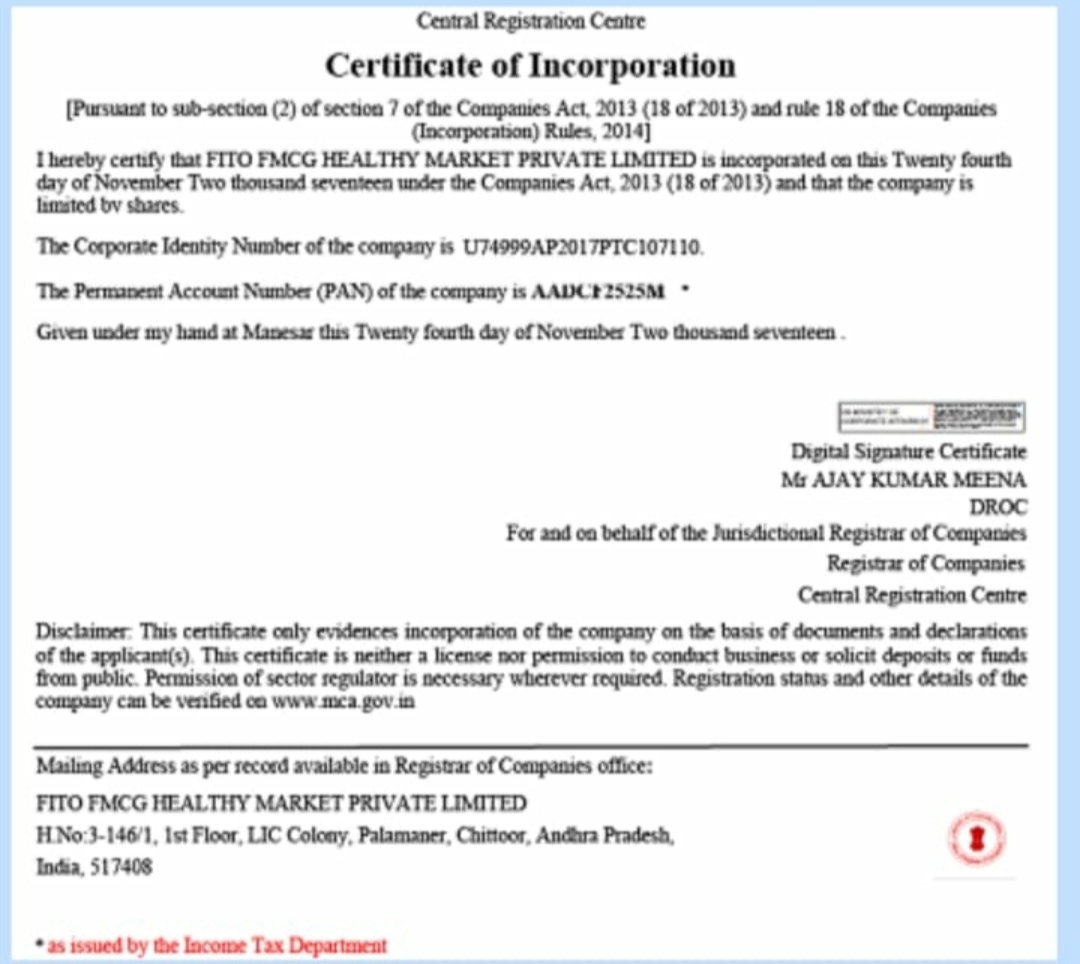 Central Registration Centre
Certificate of Incorporation
[Pursuant to sub-section (2) of section 7 of the Companies Act, 2013 (18 of 2013) and rule 18 of the Companies
(Incorporation) Rules, 2014]
I hereby certify that FITO FMCG HEALTHY MARKET PRIVATE LIMITED is incorporated on this Twenty fourth
day of November Two thousand seventeen under the Companies Act, 2013 (18 of 2013) and that the company is
limited by shares.
The Corporate Identity Number of the company is U74999AP2017PTC107110.
The Permanent Account Number (PAN) of the company is *
Given under my hand at Manesar this Twenty fourth day of November Two thousand seventeen .
Digital Signature Certificate
Mr AJAY KUMAR MEENA
DROC
For and on behalf of the Jurisdictional Registrar of Companies
Registrar of Companies
Central Registration Centre
Disclaimer: This certificate only evidences incorporation of the company on the basis of documents and declarations
of the applicant(s). This certificate is neither a license nor permission to conduct business or solicit deposits or funds
from public. Permission of sector regulator is necessary wherever required. Registration status and other details of the
company can be verified on www.mca.gov.in
Mailing Address as per record available in Registrar of Companies office:
FITO FMCG HEALTHY MARKET PRIVATE LIMITED
H.No:3-146/1, 1st Floor, LIC Colony, Palamaner, Chittoor, Andhra Pradesh,
India, 517408
* as issued by the Income Tax Department